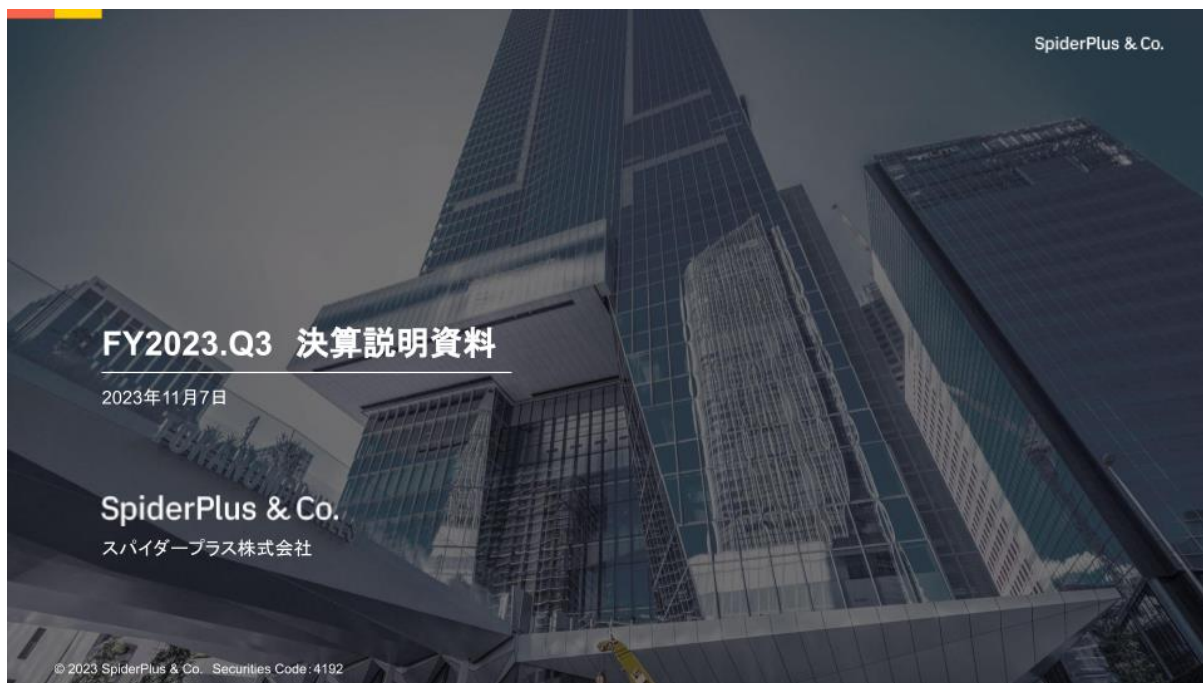 SpiderPlus & Co.
FY2023.Q3 決算説明資料
2023年11月7日
SpiderPlus & Co.
スパイダープラス株式会社
© 2023 SpiderPlus & Co. Securities Code:4192